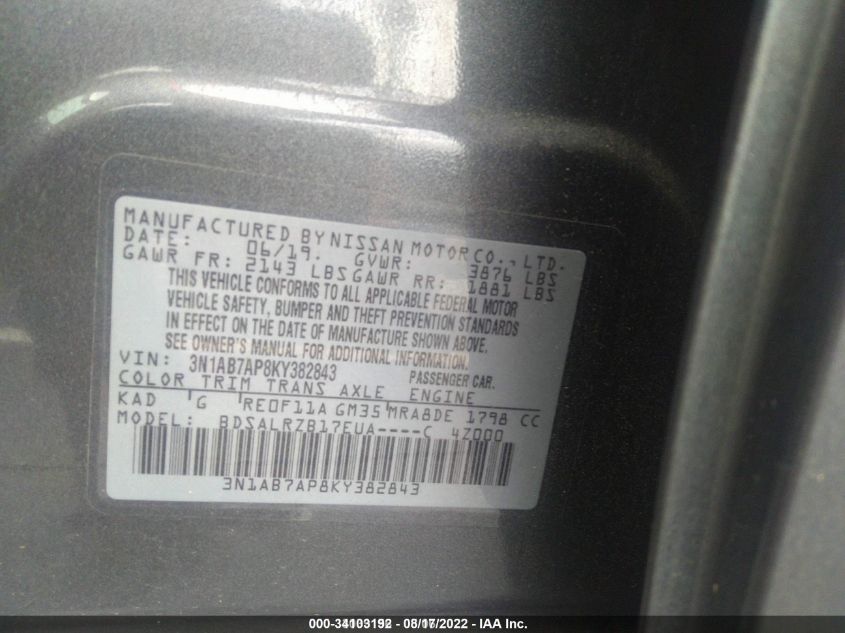 MANUFACTURED BY NISSAN MOTOR CO., LTD.
DATE: 06/19. GVWR: 3876 LBS
GAWR FR: 2143 LBS GAWR RR: 1881 LBS
THIS VEHICLE CONFORMS TO ALL APPLICABLE FEDERAL MOTOR
VEHICLE SAFETY, BUMPER AND THEFT PREVENTION STANDARDS
IN EFFECT ON THE DATE OF MANUFACTURE SHOWN ABOVE.
SEE OWNER'S MANUAL FOR ADDITIONAL INFORMATION.
VIN: 3N1AB7AP8KY382843 PASSENGER CAR.
COLOR TRIM TRANS AXLE ENGINE
KAD G RE0F11A GM35 MRA8DE 1798 CC
MODEL: BDSALRZB17EUA----C 4Z000
3N1AB7AP8KY382843
000-34103192 - 08/17/2022 - IAA Inc.